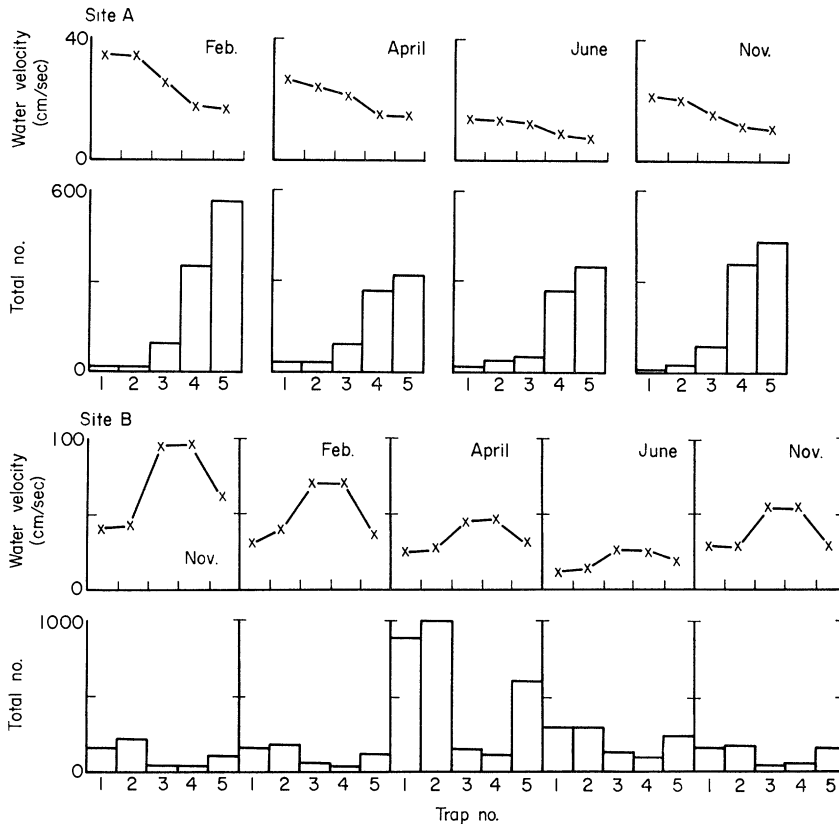 Site A
40
Water velocity
(cm/sec)
0
Feb.
April
June
Nov.
600
Total no.
0
1 2 3 4 5 1 2 3 4 5 1 2 3 4 5 1 2 3 4 5
Site B
100
Water velocity
(cm/sec)
0
Nov.
Feb.
April
June
Nov.
1000
Total no.
0
1 2 3 4 5 1 2 3 4 5 1 2 3 4 5 1 2 3 4 5 1 2 3 4 5
Trap no.